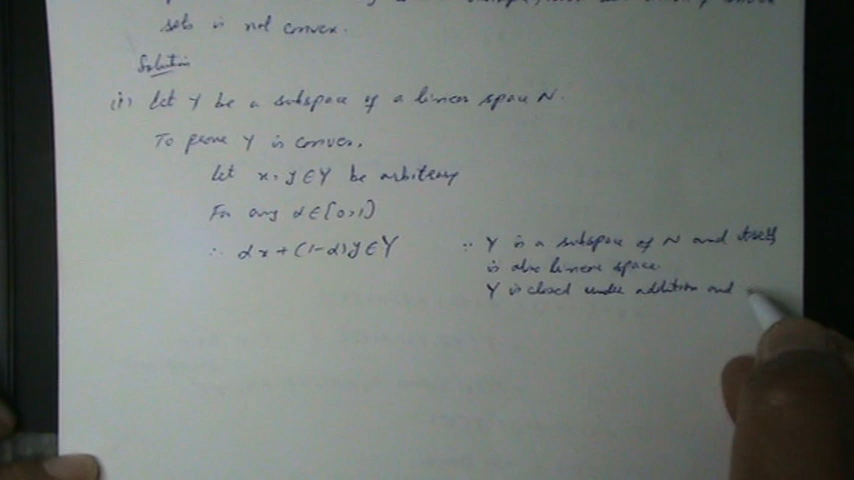 sets is not convex.
Solution
(i) Let Y be a subspace of a linear space N.
To prove Y is convex.
Let x, y ∈ Y be arbitrary
For any α ∈ [0,1]
∴ αx + (1-α)y ∈ Y
∵ Y is a subspace of N and itself
is also linear space.
Y is closed under addition and